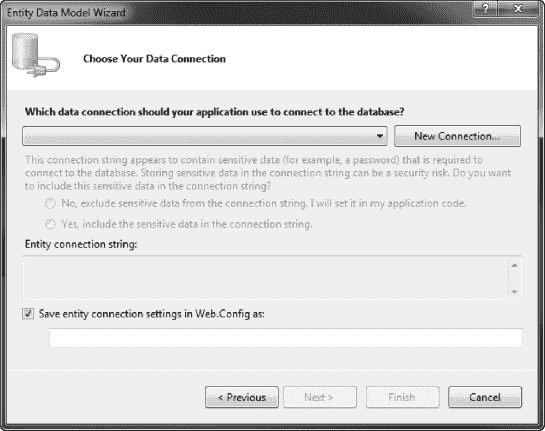 Entity Data Model Wizard
?
X
Choose Your Data Connection
Which data connection should your application use to connect to the database?
New Connection...
This connection string appears to contain sensitive data (for example, a password) that is required to
connect to the database. Storing sensitive data in the connection string can be a security risk. Do you want
to include this sensitive data in the connection string?
No, exclude sensitive data from the connection string. I will set it in my application code.
Yes, include the sensitive data in the connection string.
Entity connection string:
Save entity connection settings in Web.Config as:
< Previous
Next >
Finish
Cancel